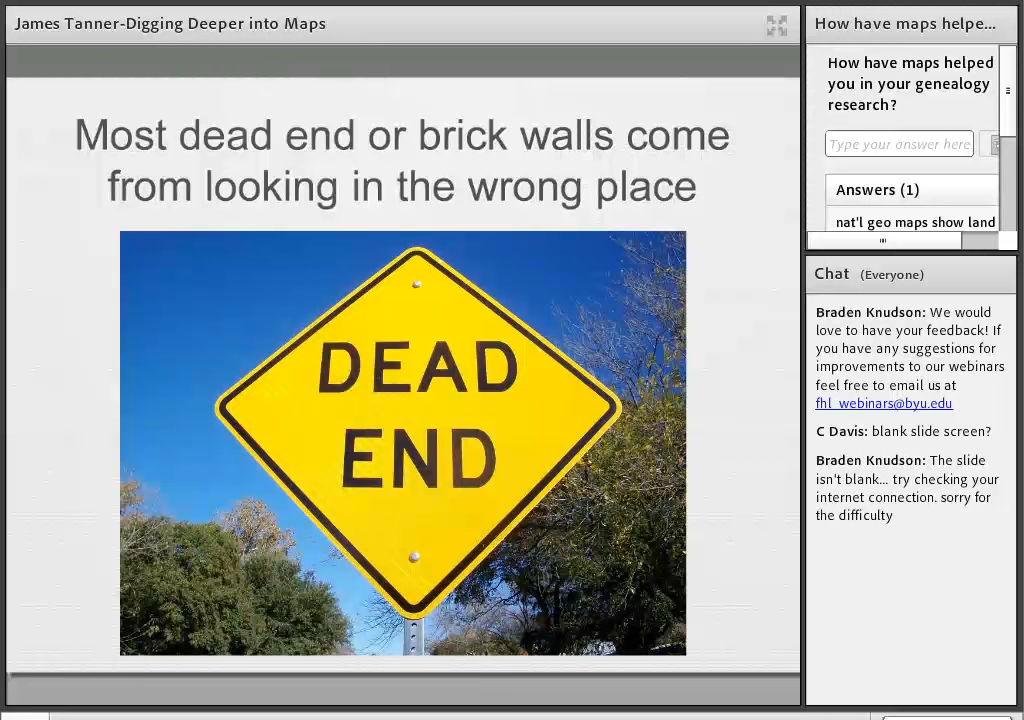 James Tanner-Digging Deeper into Maps
Most dead end or brick walls come
from looking in the wrong place
DEAD
END
How have maps helpe...
How have maps helped
you in your genealogy
research?
Type your answer here.
Answers (1)
nat'l geo maps show land
Chat (Everyone)
Braden Knudson: We would
love to have your feedback! If
you have any suggestions for
improvements to our webinars
feel free to email us at
fhl_webinars@byu.edu
C Davis: blank slide screen?
Braden Knudson: The slide
isn't blank... try checking your
internet connection. sorry for
the difficulty